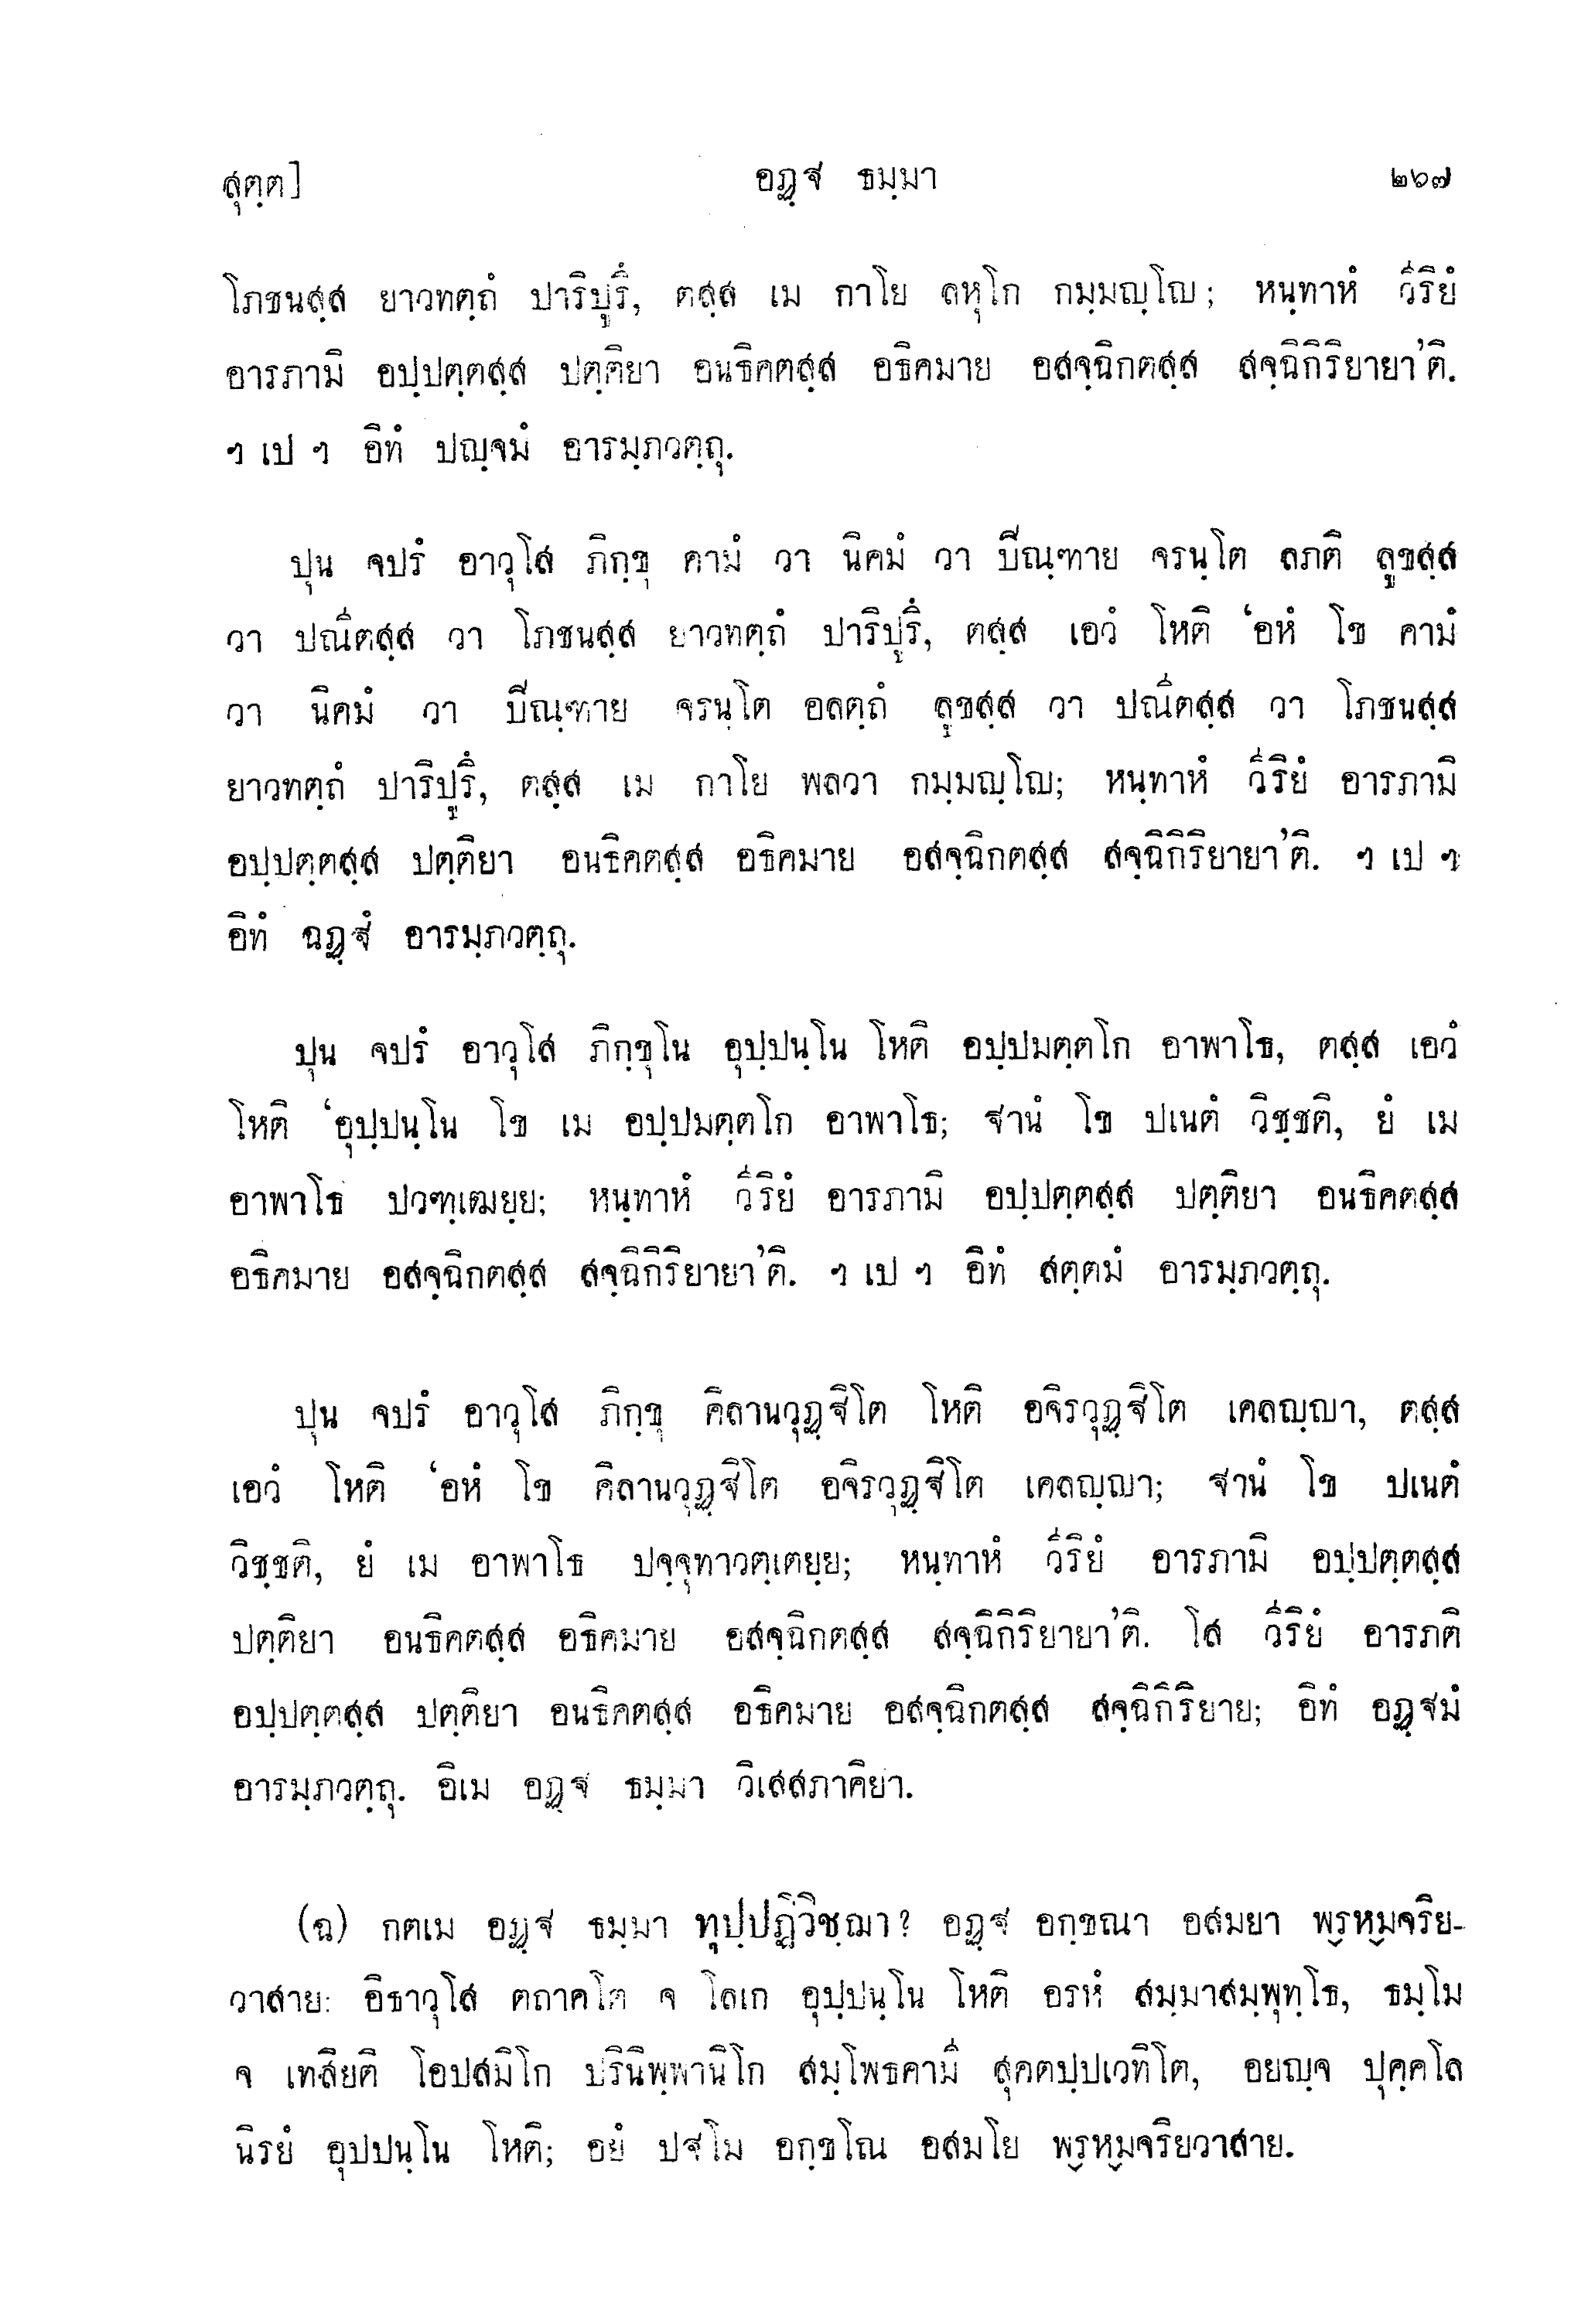 สุตฺต] อฏฺฐ ธมฺมา ๒๖๗
โภชนสฺส ยาวทตฺถํ ปาริปูรึ, ตสฺส เม กาโย ลหุโก กมฺมญฺโญ; หนฺทาหํ วีริยํ
อารภามิ อปฺปตฺตสฺส ปตฺติยา อนธิคตสฺส อธิคมาย อสจฺฉิกตสฺส สจฺฉิกิริยายา’ติ.
ฯ เป ฯ อิทํ ปญฺจมํ อารมฺภวตฺถุ.
ปุน จปรํ อาวุโส ภิกฺขุ คามํ วา นิคมํ วา ปีณฺฑาย จรนฺโต ลภติ ลูขสฺส
วา ปณีตสฺส วา โภชนสฺส ยาวทตฺถํ ปาริปูรึ, ตสฺส เอวํ โหติ ‘อหํ โข คามํ
วา นิคมํ วา ปีณฺฑาย จรนฺโต อลตฺถํ ลูขสฺส วา ปณีตสฺส วา โภชนสฺส
ยาวทตฺถํ ปาริปูรึ, ตสฺส เม กาโย พลวา กมฺมญฺโญ; หนฺทาหํ วีริยํ อารภามิ
อปฺปตฺตสฺส ปตฺติยา อนธิคตสฺส อธิคมาย อสจฺฉิกตสฺส สจฺฉิกิริยายา’ติ. ฯ เป ฯ
อิทํ ฉฏฺฐํ อารมฺภวตฺถุ.
ปุน จปรํ อาวุโส ภิกฺขุโน อุปฺปนฺโน โหติ อปฺปมตฺตโก อาพาโธ, ตสฺส เอวํ
โหติ ‘อุปฺปนฺโน โข เม อปฺปมตฺตโก อาพาโธ; ฐานํ โข ปเนตํ วิชฺชติ, ยํ เม
อาพาโธ ปวฑฺเฒยฺย; หนฺทาหํ วีริยํ อารภามิ อปฺปตฺตสฺส ปตฺติยา อนธิคตสฺส
อธิคมาย อสจฺฉิกตสฺส สจฺฉิกิริยายา’ติ. ฯ เป ฯ อิทํ สตฺตมํ อารมฺภวตฺถุ.
ปุน จปรํ อาวุโส ภิกฺขุ คิลานวุฏฺฐิโต โหติ อจิรวุฏฺฐิโต เคลญฺญา, ตสฺส
เอวํ โหติ ‘อหํ โข คิลานวุฏฺฐิโต อจิรวุฏฺฐิโต เคลญฺญา; ฐานํ โข ปเนตํ
วิชฺชติ, ยํ เม อาพาโธ ปจฺจุทาวตฺเตยฺย; หนฺทาหํ วีริยํ อารภามิ อปฺปตฺตสฺส
ปตฺติยา อนธิคตสฺส อธิคมาย อสจฺฉิกตสฺส สจฺฉิกิริยายา’ติ. โส วีริยํ อารภติ
อปฺปตฺตสฺส ปตฺติยา อนธิคตสฺส อธิคมาย อสจฺฉิกตสฺส สจฺฉิกิริยาย; อิทํ อฏฺฐมํ
อารมฺภวตฺถุ. อิเม อฏฺฐ ธมฺมา วิเสสภาคิยา.
(ฉ) กตเม อฏฺฐ ธมฺมา ทุปฺปฏิวิชฺฌา? อฏฺฐ อกฺขณา อสมยา พฺรหฺมจริย-
วาสาย: อิธาวุโส ตถาคโต จ โลเก อุปฺปนฺโน โหติ อรหํ สมฺมาสมฺพุทฺโธ, ธมฺโม
จ เทสิยติ โอปสมิโก ปรินิพฺพานิโก สมฺโพธคามี สุคตปฺปเวทิโต, อยญฺจ ปุคฺคโล
นิรยํ อุปปนฺโน โหติ; อยํ ปฐโม อกฺขโณ อสมโย พฺรหฺมจริยวาสาย.